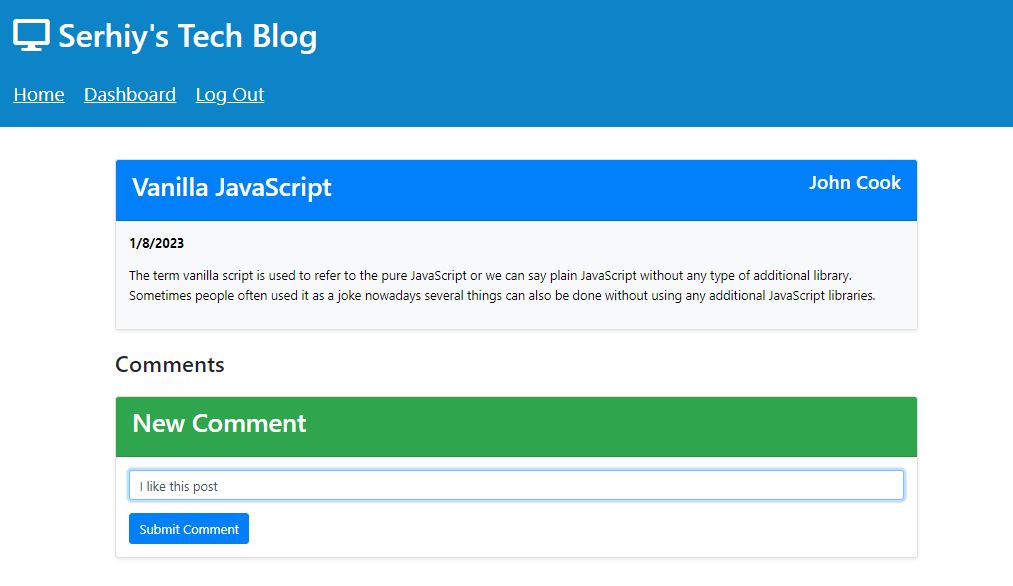 Serhiy's Tech Blog
Home Dashboard Log Out
Vanilla JavaScript John Cook
1/8/2023
The term vanilla script is used to refer to the pure JavaScript or we can say plain JavaScript without any type of additional library.
Sometimes people often used it as a joke nowadays several things can also be done without using any additional JavaScript libraries.
Comments
New Comment
I like this post
Submit Comment